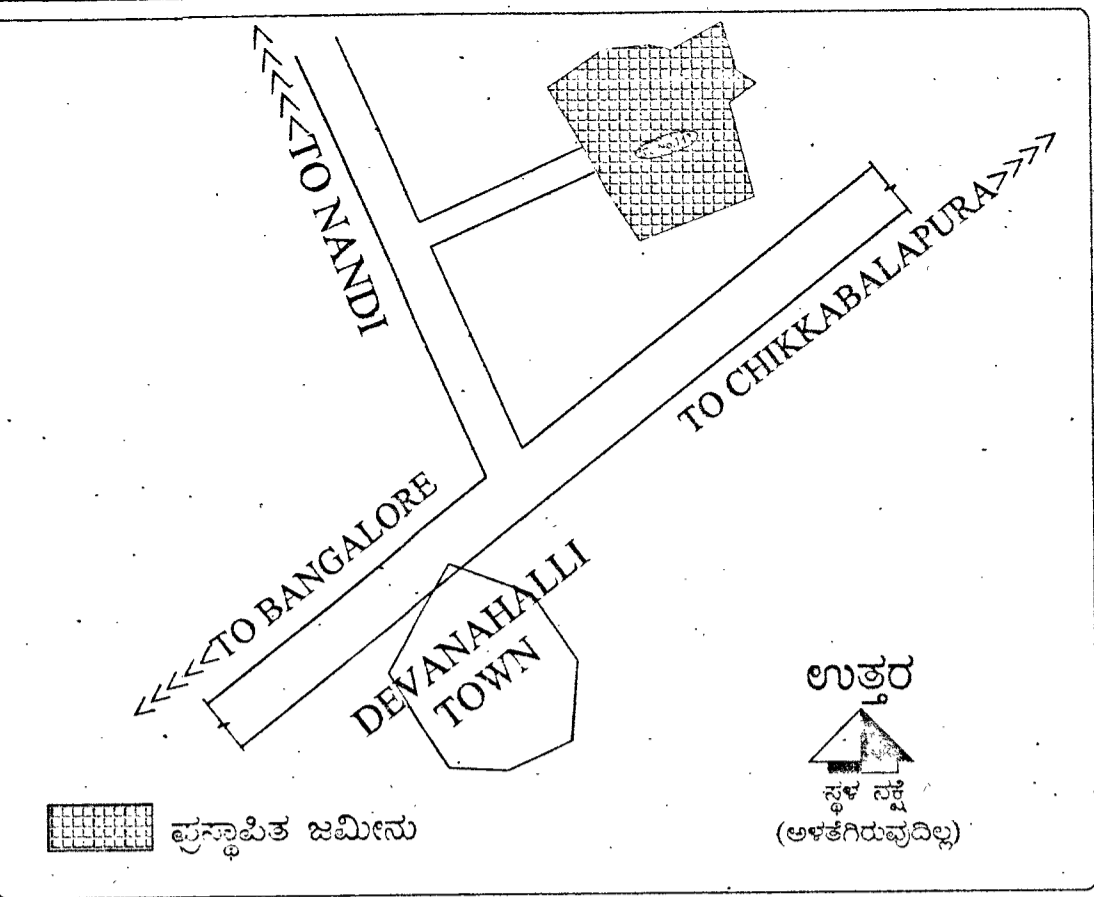 <<<<<<TO NANDI
TO CHIKKABALAPURA>>>>
<<<<<TO BANGALORE
DEVANAHALLI
TOWN
ಉತ್ತರ
ಸ್ಥಳ ನಕ್ಷೆ
(ಅಳತೆಗಿರುವುದಿಲ್ಲ)
ಪ್ರಸ್ಥಾಪಿತ ಜಮೀನು